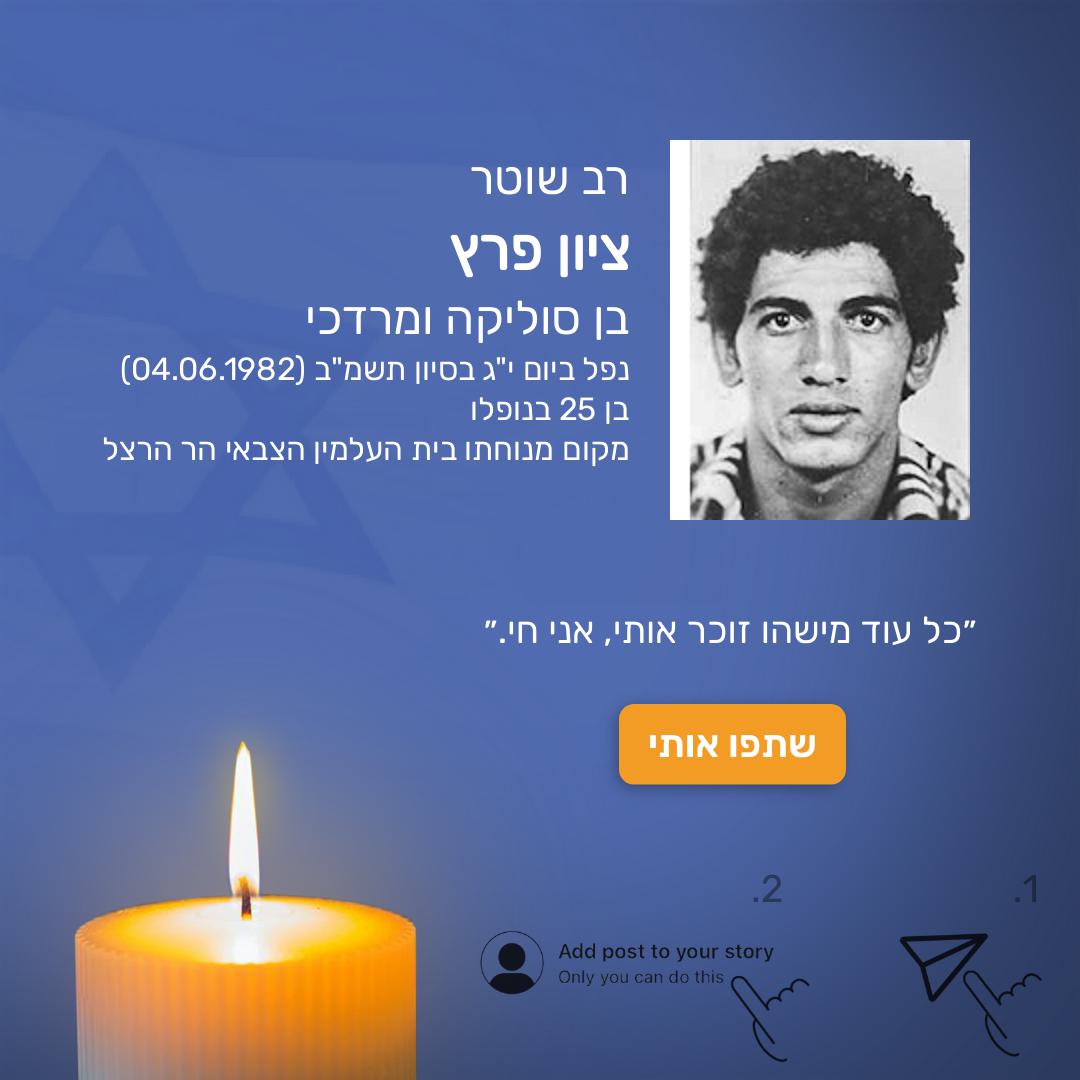 רב שוטר
ציון פרץ
בן סוליקה ומרדכי
נפל ביום י"ג בסיון תשמ"ב (04.06.1982)
בן 25 בנופלו
מקום מנוחתו בית העלמין הצבאי הר הרצל
"כל עוד מישהו זוכר אותי, אני חי."
שתפו אותי
.1
.2
Add post to your story
Only you can do this